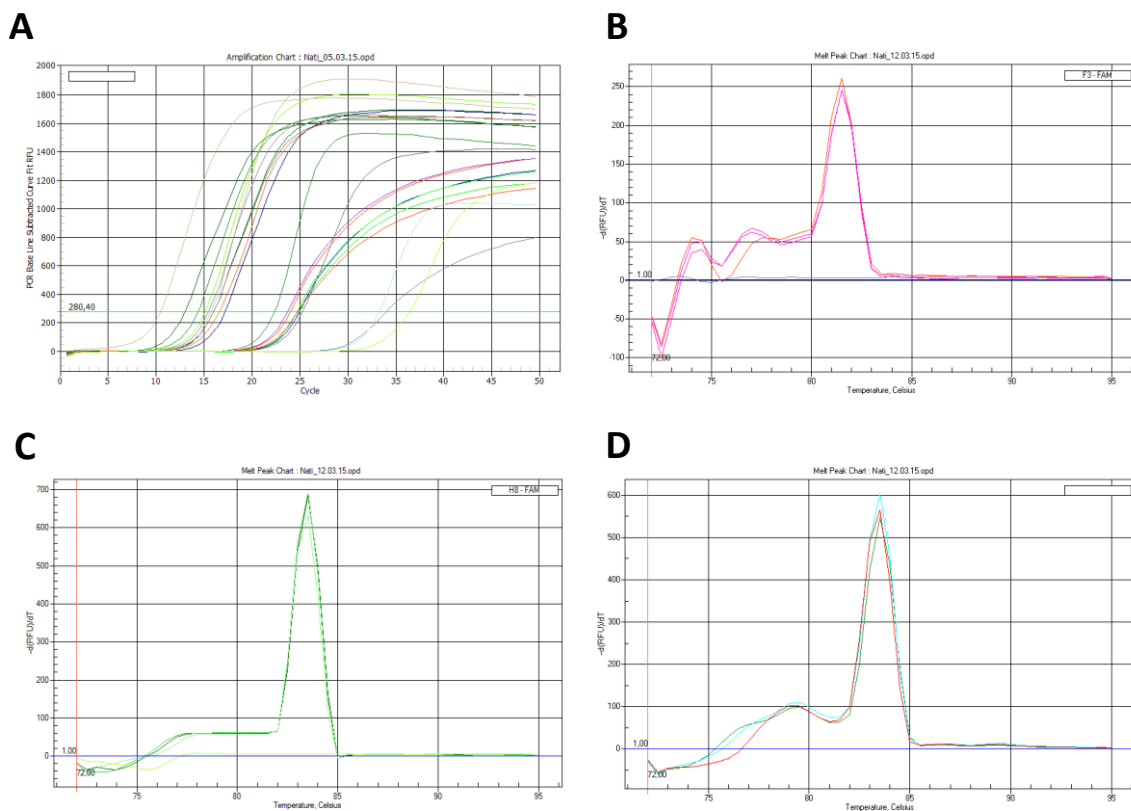 A
Amplification Chart : Nati_05.03.15.opd
PCR Base Line Subtracted Curve Fit RFU
2000
1800
1600
1400
1200
1000
800
600
400
200
0
280,40
0 5 10 15 20 25 30 35 40 45 50
Cycle
B
Melt Peak Chart : Nati_12.03.15.opd
F3 - FAM
-d(RFU)/dT
250
200
150
100
50
0
-50
-100
1,00
72,00
75 80 85 90 95
Temperature, Celsius
C
Melt Peak Chart : Nati_12.03.15.opd
H8 - FAM
-d(RFU)/dT
700
600
500
400
300
200
100
0
1,00
72,00
75 80 85 90 95
Temperature, Celsius
D
Melt Peak Chart : Nati_12.03.15.opd
-d(RFU)/dT
600
500
400
300
200
100
0
1,00
72,00
75 80 85 90 95
Temperature, Celsius